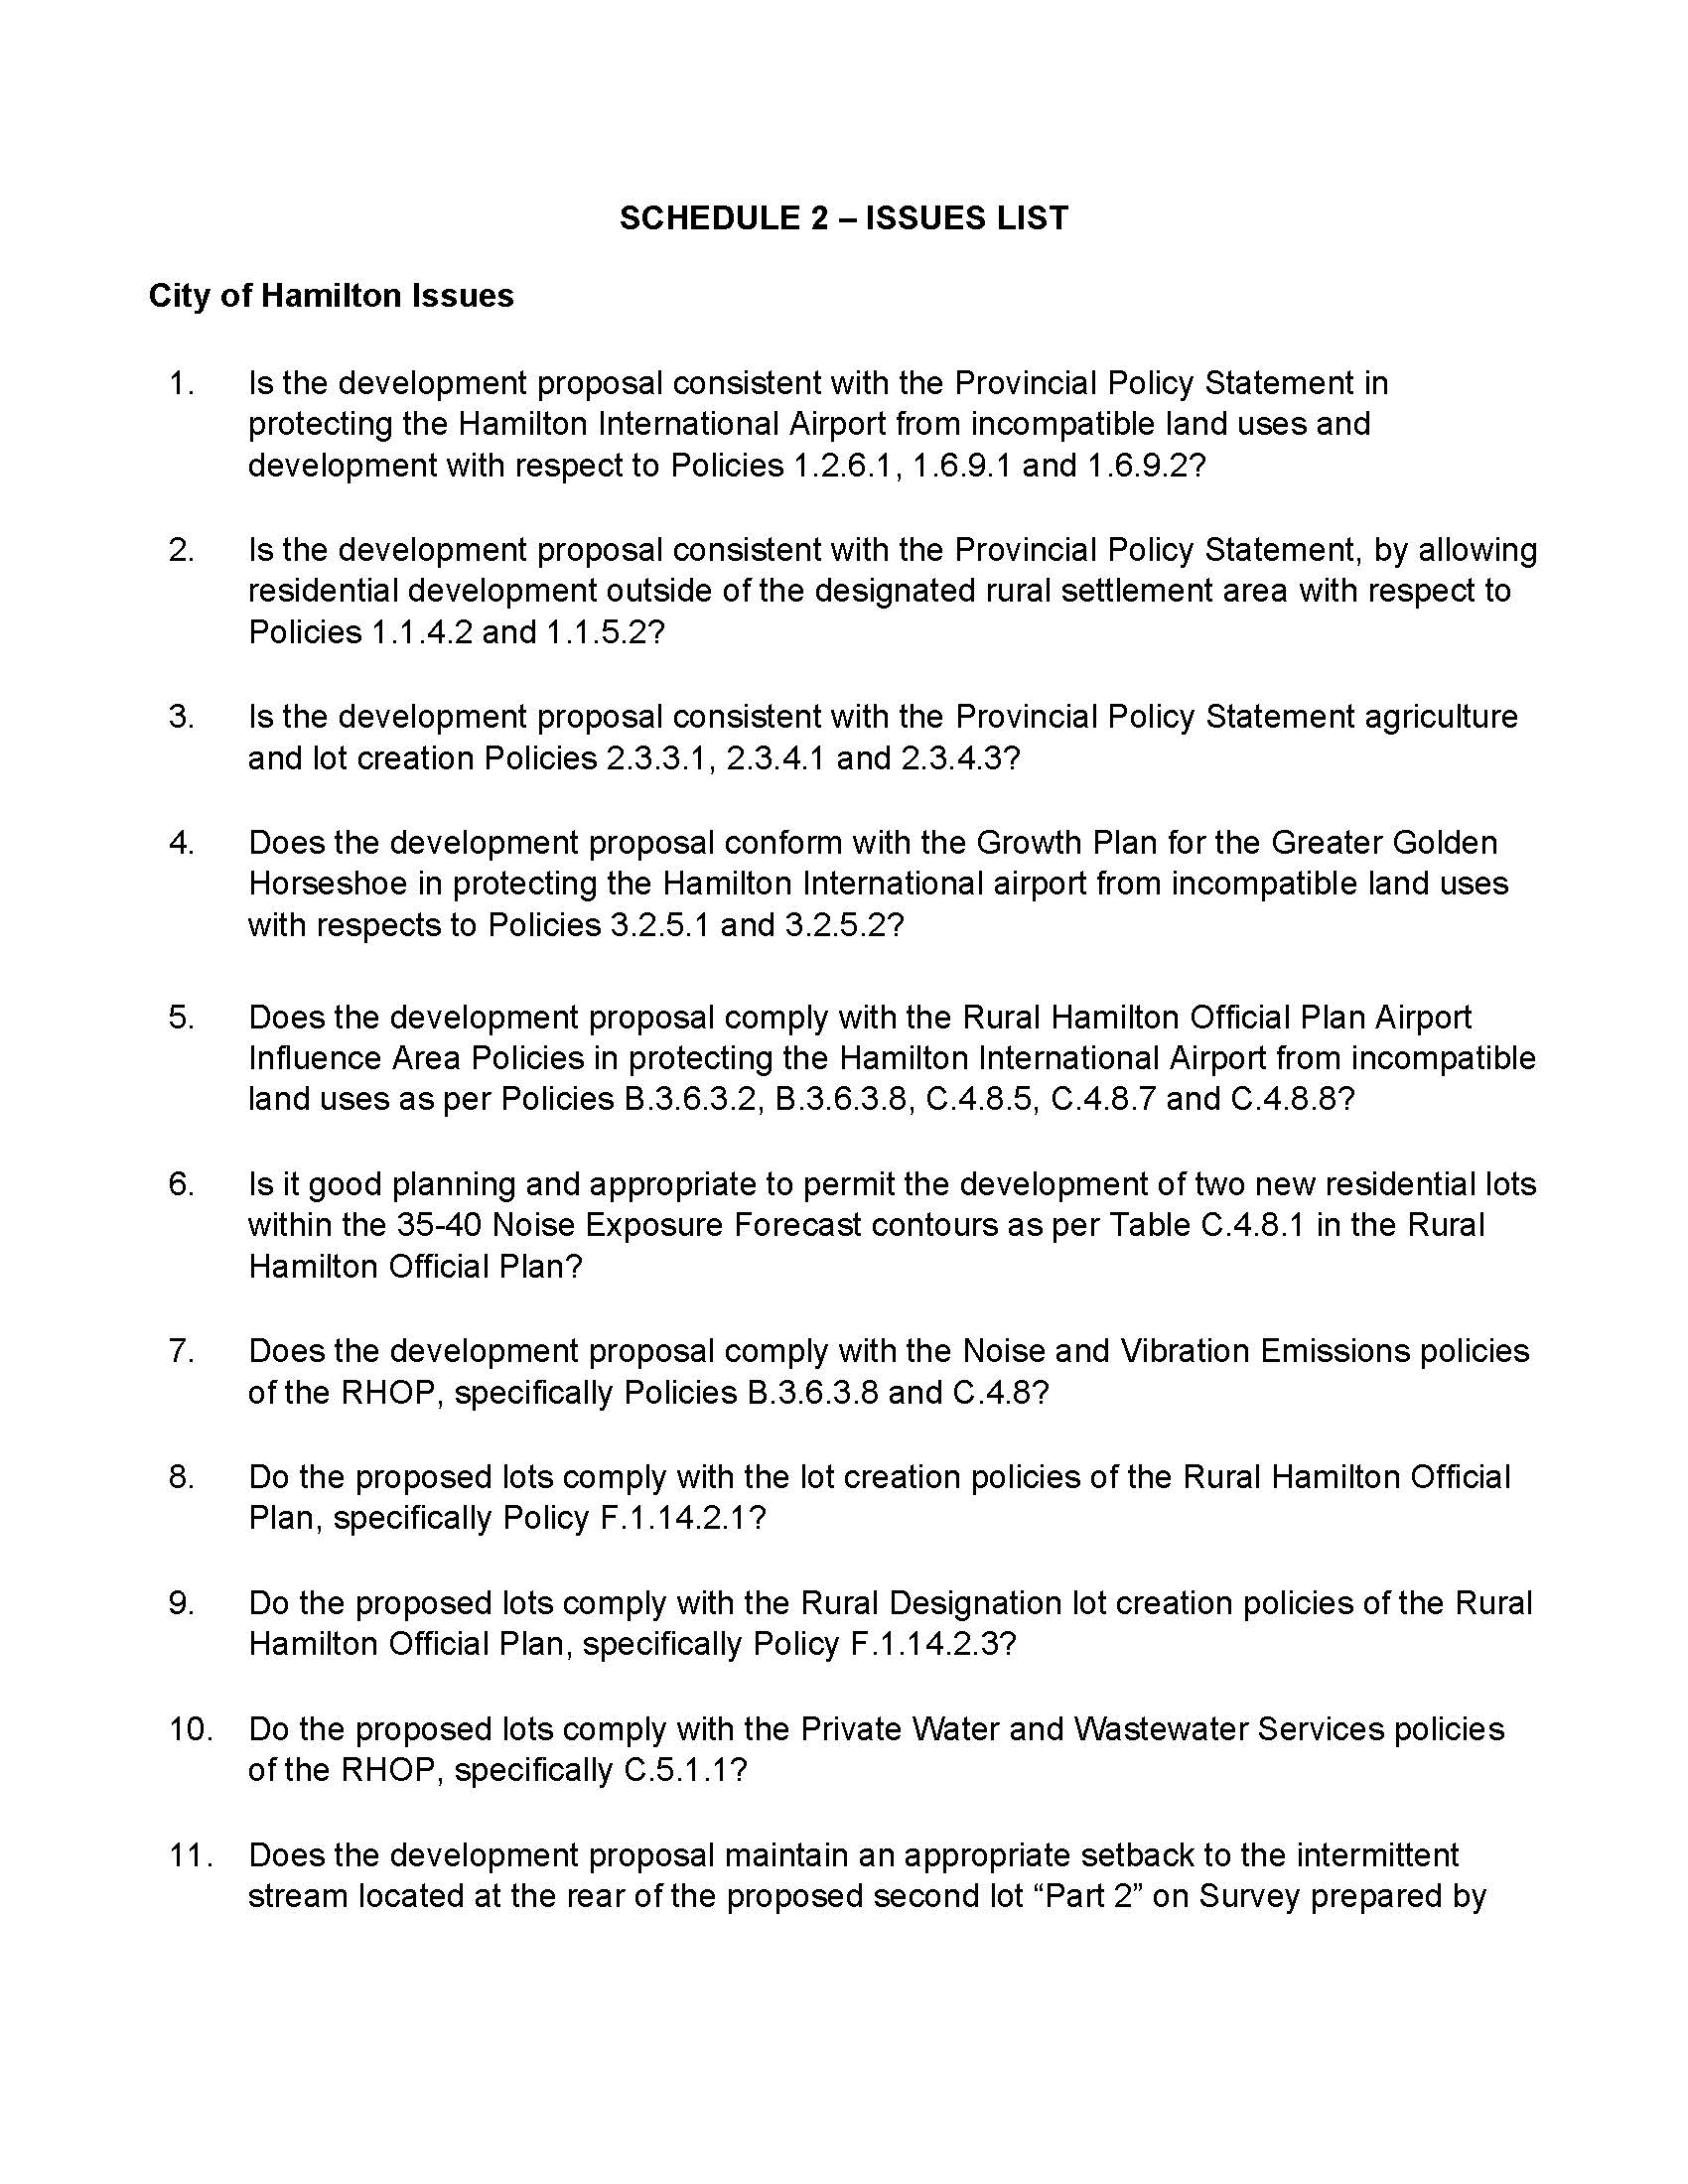 SCHEDULE 2 – ISSUES LIST
City of Hamilton Issues
1. Is the development proposal consistent with the Provincial Policy Statement in
protecting the Hamilton International Airport from incompatible land uses and
development with respect to Policies 1.2.6.1, 1.6.9.1 and 1.6.9.2?
2. Is the development proposal consistent with the Provincial Policy Statement, by allowing
residential development outside of the designated rural settlement area with respect to
Policies 1.1.4.2 and 1.1.5.2?
3. Is the development proposal consistent with the Provincial Policy Statement agriculture
and lot creation Policies 2.3.3.1, 2.3.4.1 and 2.3.4.3?
4. Does the development proposal conform with the Growth Plan for the Greater Golden
Horseshoe in protecting the Hamilton International airport from incompatible land uses
with respects to Policies 3.2.5.1 and 3.2.5.2?
5. Does the development proposal comply with the Rural Hamilton Official Plan Airport
Influence Area Policies in protecting the Hamilton International Airport from incompatible
land uses as per Policies B.3.6.3.2, B.3.6.3.8, C.4.8.5, C.4.8.7 and C.4.8.8?
6. Is it good planning and appropriate to permit the development of two new residential lots
within the 35-40 Noise Exposure Forecast contours as per Table C.4.8.1 in the Rural
Hamilton Official Plan?
7. Does the development proposal comply with the Noise and Vibration Emissions policies
of the RHOP, specifically Policies B.3.6.3.8 and C.4.8?
8. Do the proposed lots comply with the lot creation policies of the Rural Hamilton Official
Plan, specifically Policy F.1.14.2.1?
9. Do the proposed lots comply with the Rural Designation lot creation policies of the Rural
Hamilton Official Plan, specifically Policy F.1.14.2.3?
10. Do the proposed lots comply with the Private Water and Wastewater Services policies
of the RHOP, specifically C.5.1.1?
11. Does the development proposal maintain an appropriate setback to the intermittent
stream located at the rear of the proposed second lot “Part 2” on Survey prepared by